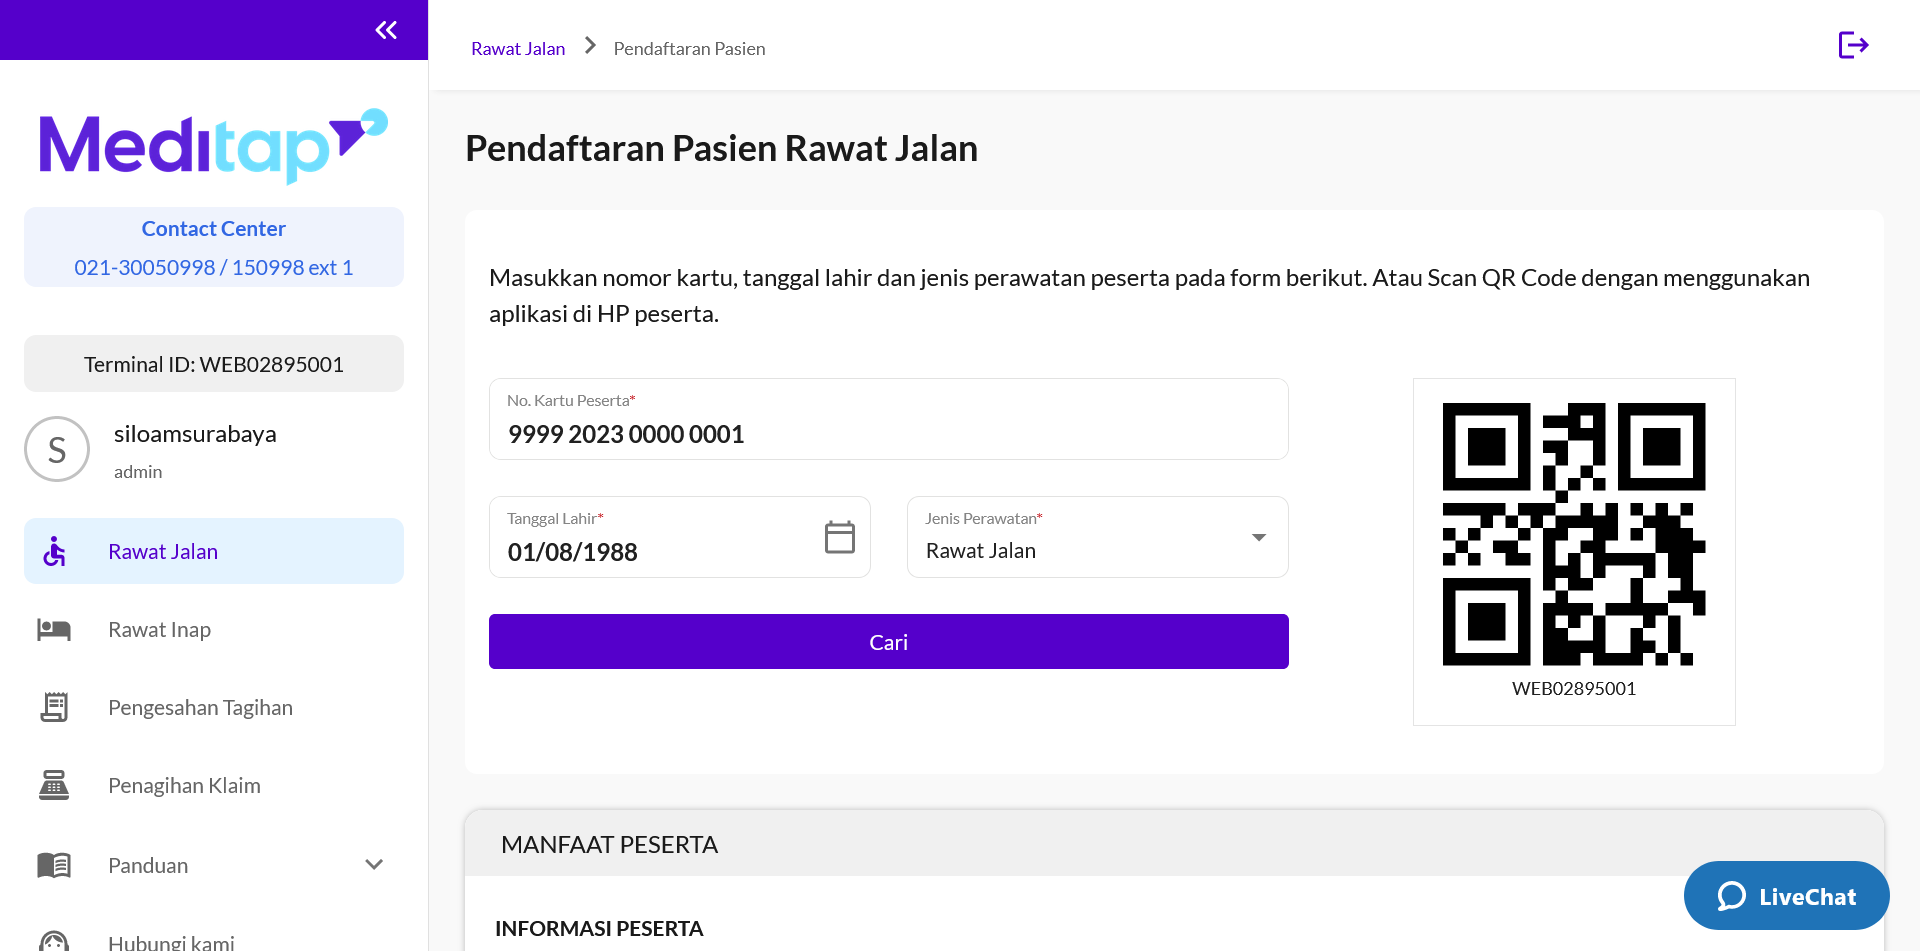 Rawat Jalan
Pendaftaran Pasien
Meditap
Contact Center
021-30050998 / 150998 ext 1
Terminal ID: WEB02895001
S
siloamsurabaya
admin
Rawat Jalan
Rawat Inap
Pengesahan Tagihan
Penagihan Klaim
Panduan
Hubungi kami
Pendaftaran Pasien Rawat Jalan
Masukkan nomor kartu, tanggal lahir dan jenis perawatan peserta pada form berikut. Atau Scan QR Code dengan menggunakan
aplikasi di HP peserta.
No. Kartu Peserta*
9999 2023 0000 0001
Tanggal Lahir*
01/08/1988
Jenis Perawatan*
Rawat Jalan
Cari
WEB02895001
MANFAAT PESERTA
INFORMASI PESERTA
LiveChat